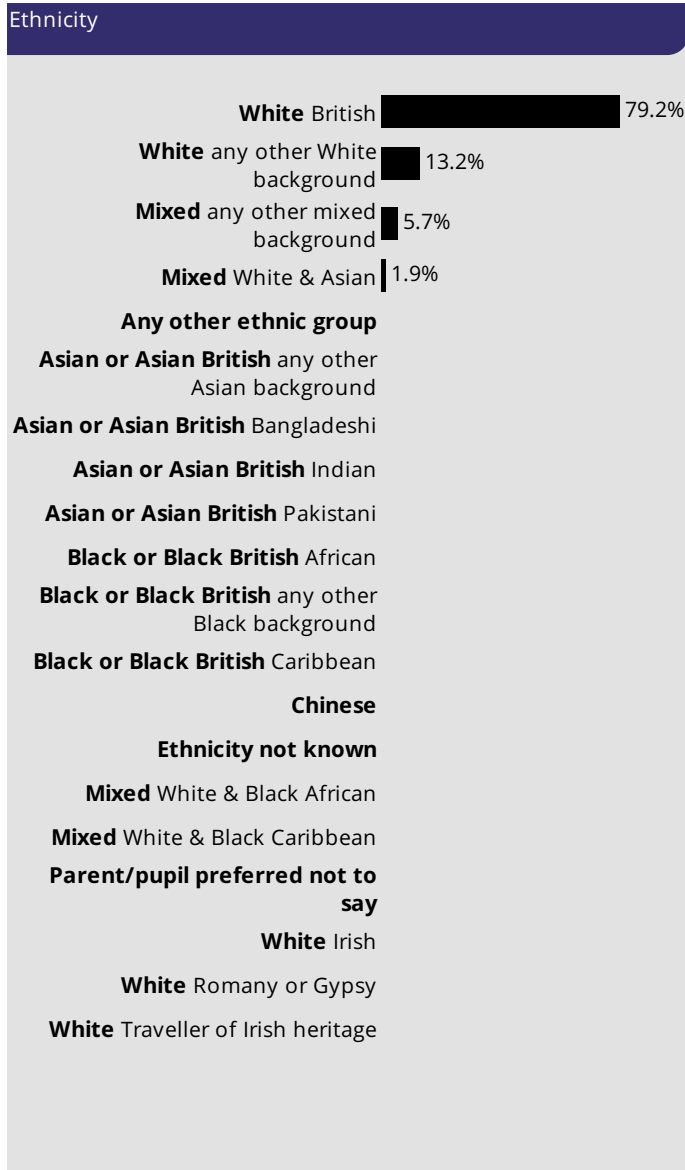 Ethnicity
White British 79.2%
White any other White
background 13.2%
Mixed any other mixed
background 5.7%
Mixed White & Asian 1.9%
Any other ethnic group
Asian or Asian British any other
Asian background
Asian or Asian British Bangladeshi
Asian or Asian British Indian
Asian or Asian British Pakistani
Black or Black British African
Black or Black British any other
Black background
Black or Black British Caribbean
Chinese
Ethnicity not known
Mixed White & Black African
Mixed White & Black Caribbean
Parent/pupil preferred not to
say
White Irish
White Romany or Gypsy
White Traveller of Irish heritage